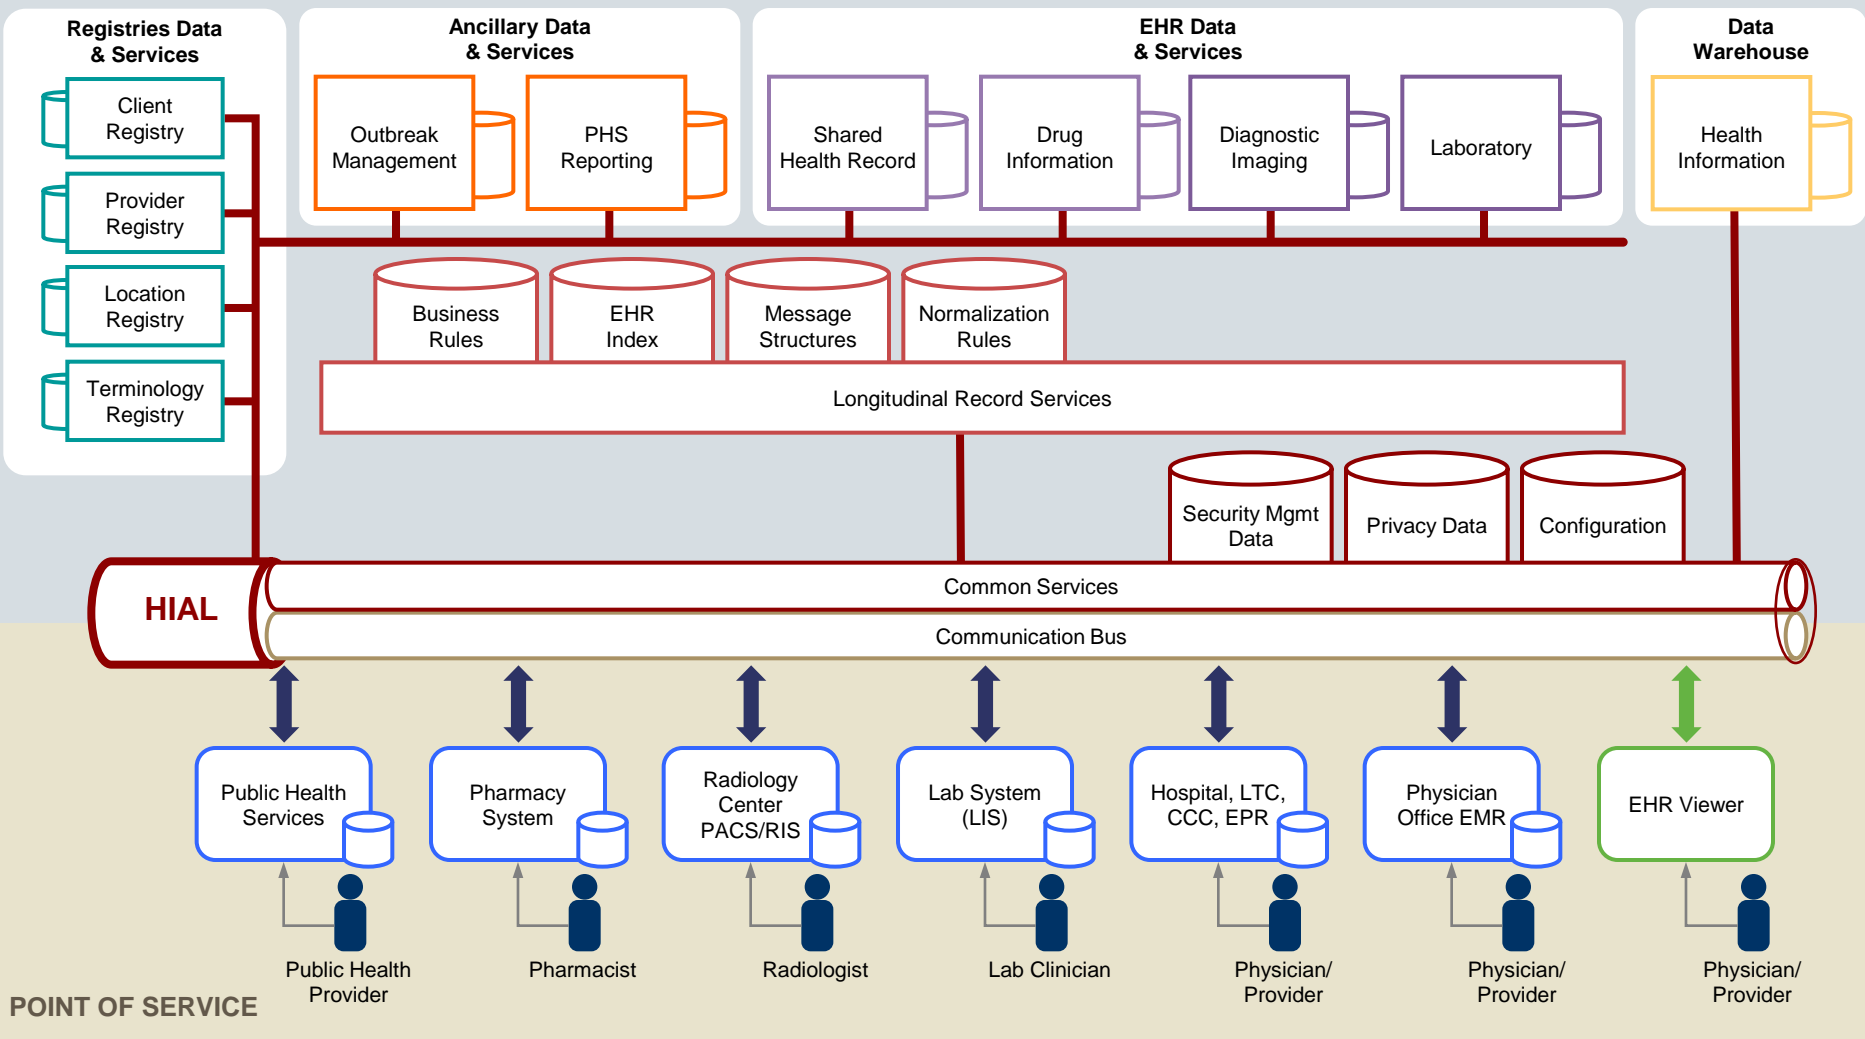 Registries Data
& Services
Ancillary Data
& Services
EHR Data
& Services
Data
Warehouse
Client
Registry
Provider
Registry
Location
Registry
Terminology
Registry
Outbreak
Management
PHS
Reporting
Shared
Health Record
Drug
Information
Diagnostic
Imaging
Laboratory
Health
Information
Business
Rules
EHR
Index
Message
Structures
Normalization
Rules
Longitudinal Record Services
Security Mgmt
Data
Privacy Data
Configuration
HIAL
Common Services
Communication Bus
Public Health
Services
Pharmacy
System
Radiology
Center
PACS/RIS
Lab System
(LIS)
Hospital, LTC,
CCC, EPR
Physician
Office EMR
EHR Viewer
Public Health
Provider
Pharmacist
Radiologist
Lab Clinician
Physician/
Provider
Physician/
Provider
Physician/
Provider
POINT OF SERVICE